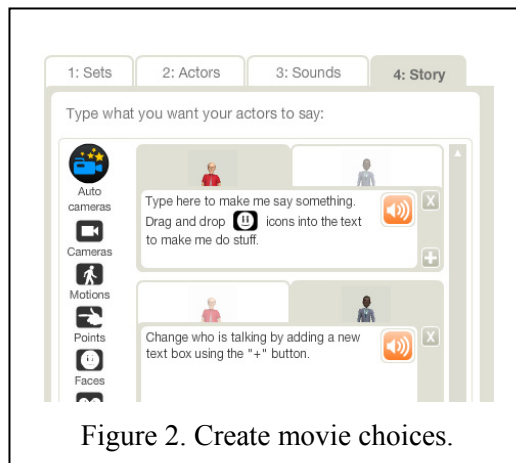 1: Sets
2: Actors
3: Sounds
4: Story
Type what you want your actors to say:
Auto
cameras
Cameras
Motions
Points
Faces
Type here to make me say something.
Drag and drop icons into the text
to make me do stuff.
X
+
Change who is talking by adding a new
text box using the "+" button.
X
Figure 2. Create movie choices.